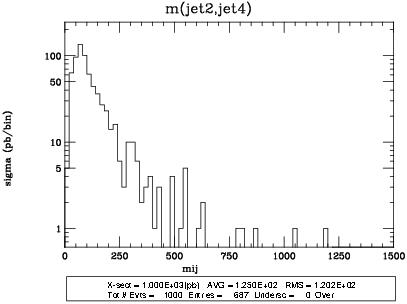 m(jet2,jet4)
100
50
10
5
1
sigma (pb/bin)
0 250 500 750 1000 1250 1500
mij
X-sect = 1.000E+03(pb) AVG = 1.250E+02 RMS = 1.202E+02
Tot # Evts = 1000 Entries = 687 Undersc = 0 Over